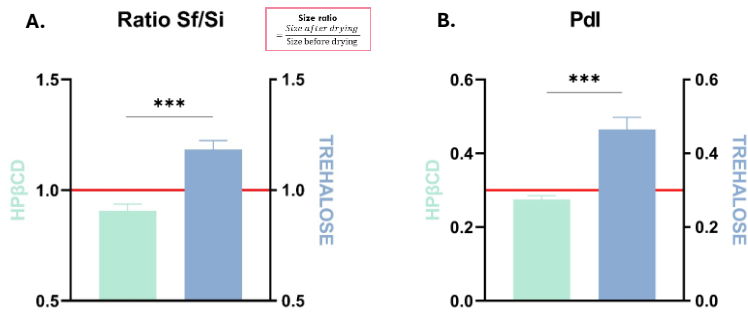 A.
Ratio Sf/Si
Size ratio
= Size after drying / Size before drying
B.
PdI
1.5
1.0
0.5
HPβCD
***
1.5
1.0
0.5
TREHALOSE
0.6
0.4
0.2
0.0
HPβCD
***
0.6
0.4
0.2
0.0
TREHALOSE